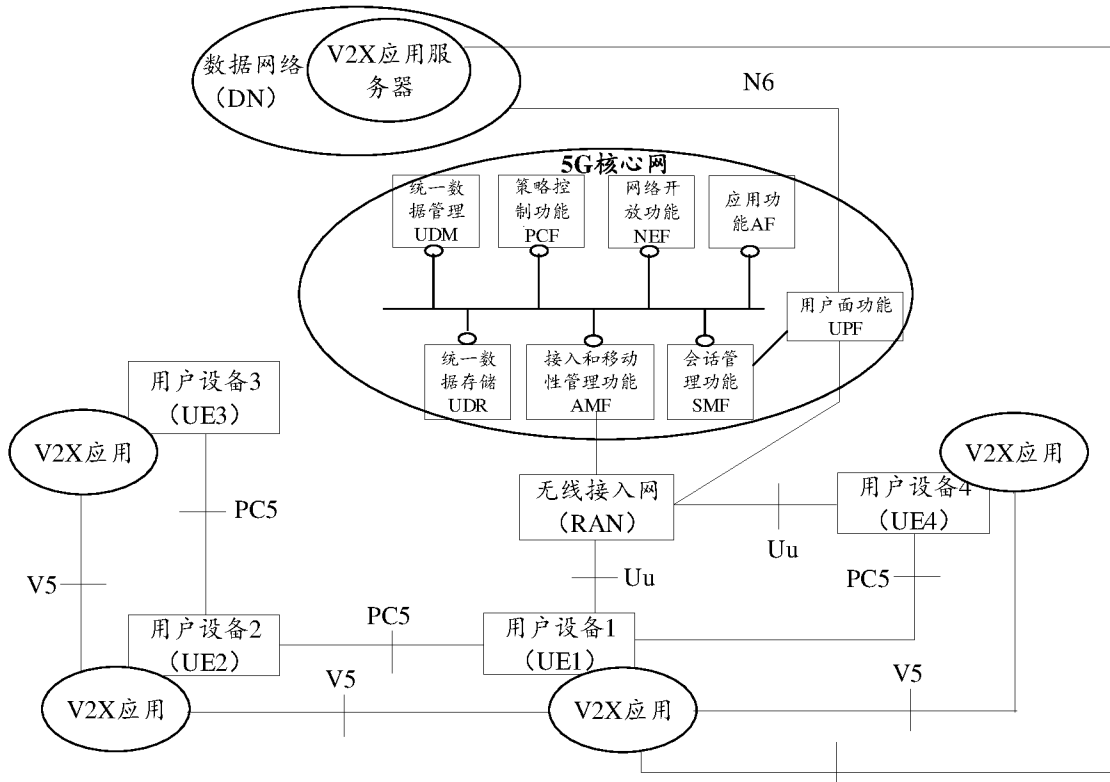 V2X应用服
务器
数据网络
（DN）
N6
5G核心网
统一数
据管理
UDM
策略控
制功能
PCF
网络开
放功能
NEF
应用功
能AF
用户面功能
UPF
统一数
据存储
UDR
接入和移动
性管理功能
AMF
会话管
理功能
SMF
用户设备3
（UE3）
V2X应用
PC5
V5
无线接入网
（RAN）
Uu
用户设备4
（UE4）
V2X应用
Uu
PC5
用户设备2
（UE2）
V2X应用
PC5
V5
用户设备1
（UE1）
V2X应用
V5